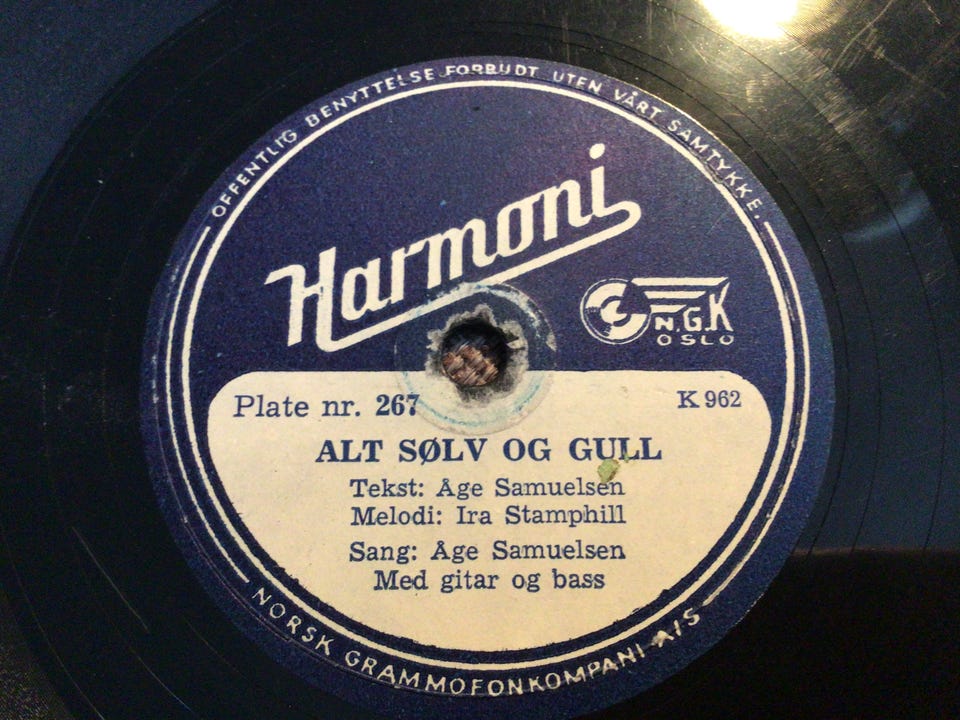 OFFENTLIG BENYTTELSE FORBUDT UTEN VÅRT SAMTYKKE.
Harmoni
N.G.K
OSLO
Plate nr. 267
K 962
ALT SØLV OG GULL
Tekst: Åge Samuelsen
Melodi: Ira Stamphill
Sang: Åge Samuelsen
Med gitar og bass
NORSK GRAMMOFONKOMPANI A/S